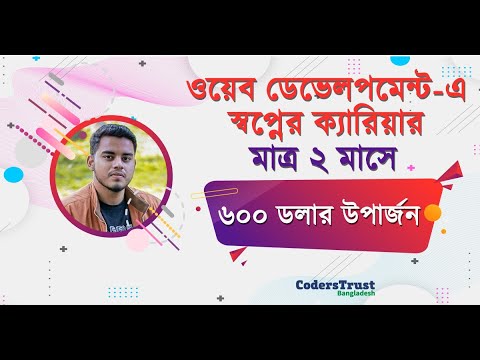 ওয়েব ডেভেলপমেন্ট-এ
স্বপ্নের ক্যারিয়ার
মাত্র ২ মাসে
৬০০ ডলার উপার্জন
CodersTrust
Bangladesh